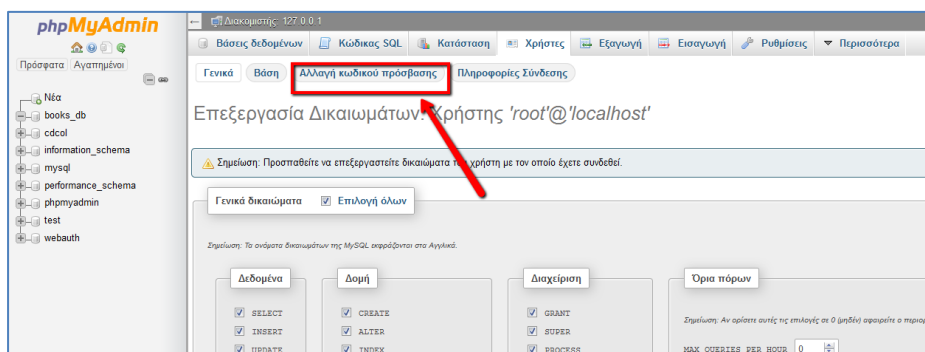 phpMyAdmin
Πρόσφατα Αγαπημένοι
Νέα
books_db
cdcol
information_schema
mysql
performance_schema
phpmyadmin
test
webauth
Διακομιστής: 127.0.0.1
Βάσεις δεδομένων Κώδικας SQL Κατάσταση Χρήστες Εξαγωγή Εισαγωγή Ρυθμίσεις Περισσότερα
Γενικά Βάση Αλλαγή κωδικού πρόσβασης Πληροφορίες Σύνδεσης
Επεξεργασία Δικαιωμάτων: Χρήστης 'root'@'localhost'
Σημείωση: Προσπαθείτε να επεξεργαστείτε δικαιώματα του χρήστη με τον οποίο έχετε συνδεθεί.
Γενικά δικαιώματα Επιλογή όλων
Σημείωση: Τα ονόματα δικαιωμάτων της MySQL εκφράζονται στα Αγγλικά.
Δεδομένα Δομή Διαχείριση Όρια πόρων
SELECT CREATE GRANT
Σημείωση: Αν ορίσετε αυτές τις επιλογές σε 0 (μηδέν) αφαιρείτε ο
INSERT ALTER SUPER
UPDATE INDEX PROCESS MAX QUERIES PER HOUR 0